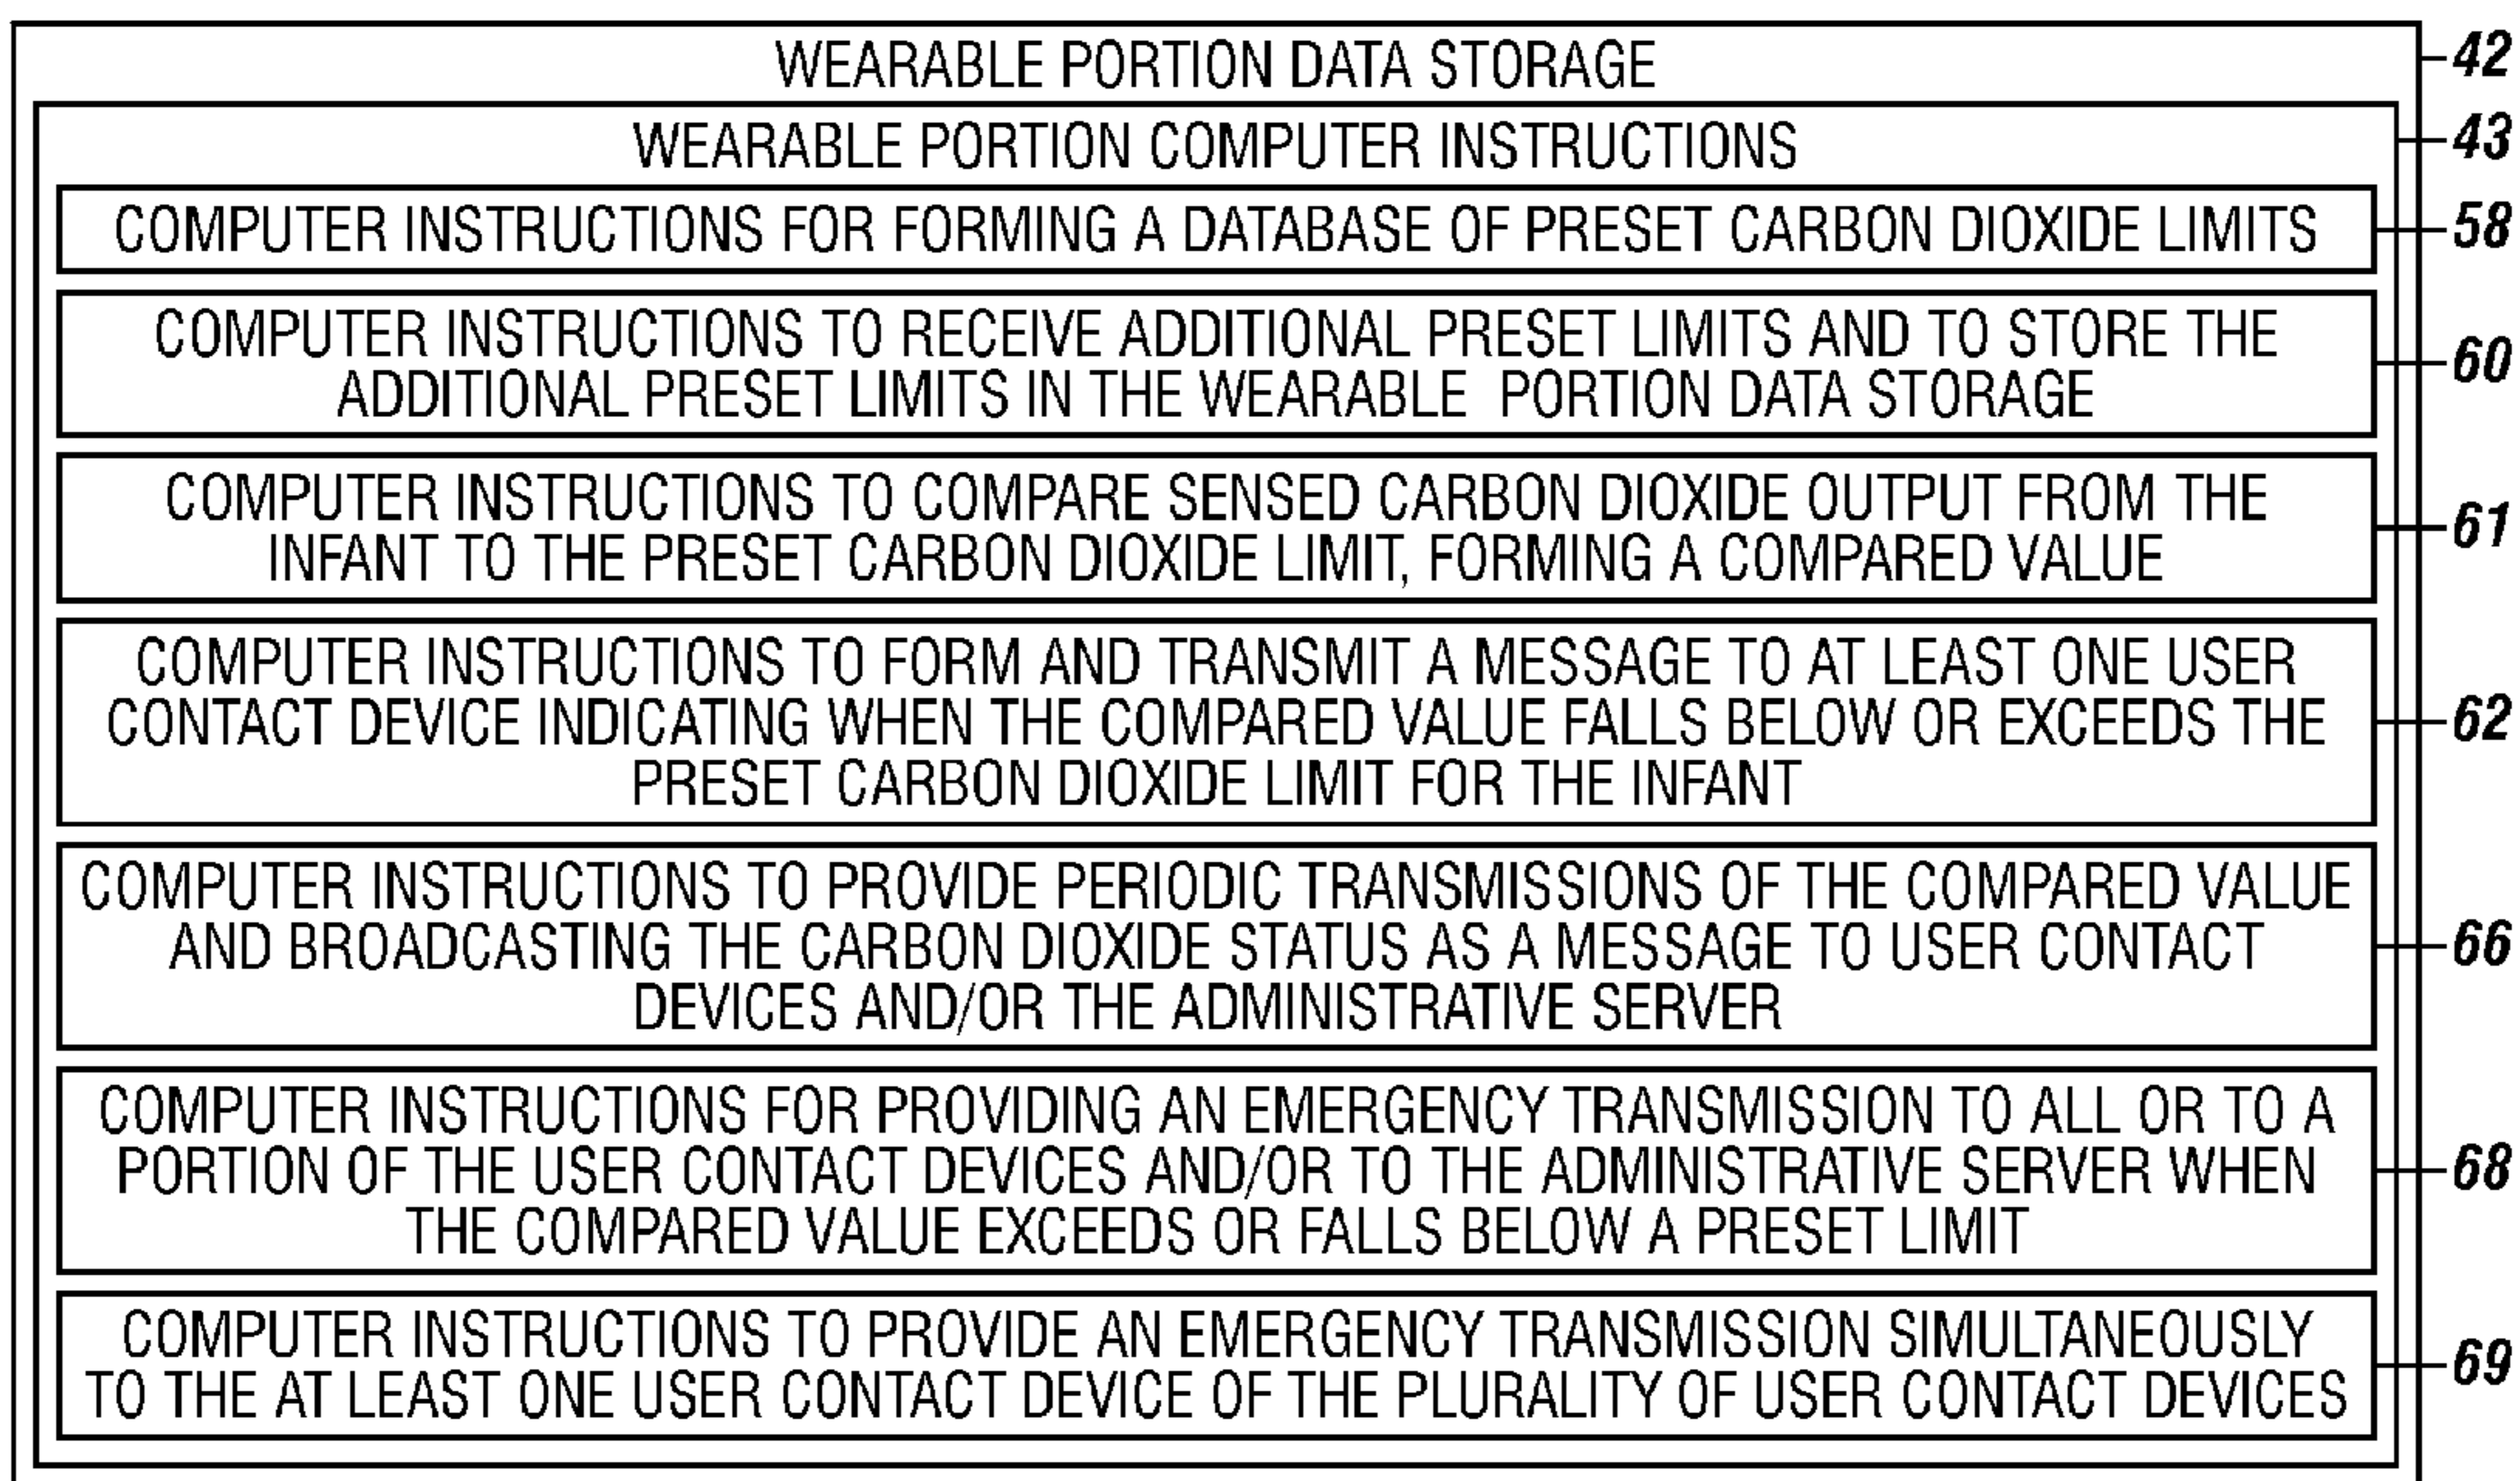 WEARABLE PORTION DATA STORAGE 42
WEARABLE PORTION COMPUTER INSTRUCTIONS 43
COMPUTER INSTRUCTIONS FOR FORMING A DATABASE OF PRESET CARBON DIOXIDE LIMITS 58
COMPUTER INSTRUCTIONS TO RECEIVE ADDITIONAL PRESET LIMITS AND TO STORE THE
ADDITIONAL PRESET LIMITS IN THE WEARABLE PORTION DATA STORAGE
60
COMPUTER INSTRUCTIONS TO COMPARE SENSED CARBON DIOXIDE OUTPUT FROM THE
INFANT TO THE PRESET CARBON DIOXIDE LIMIT, FORMING A COMPARED VALUE
61
COMPUTER INSTRUCTIONS TO FORM AND TRANSMIT A MESSAGE TO AT LEAST ONE USER
CONTACT DEVICE INDICATING WHEN THE COMPARED VALUE FALLS BELOW OR EXCEEDS THE
PRESET CARBON DIOXIDE LIMIT FOR THE INFANT
62
COMPUTER INSTRUCTIONS TO PROVIDE PERIODIC TRANSMISSIONS OF THE COMPARED VALUE
AND BROADCASTING THE CARBON DIOXIDE STATUS AS A MESSAGE TO USER CONTACT
DEVICES AND/OR THE ADMINISTRATIVE SERVER
66
COMPUTER INSTRUCTIONS FOR PROVIDING AN EMERGENCY TRANSMISSION TO ALL OR TO A
PORTION OF THE USER CONTACT DEVICES AND/OR TO THE ADMINISTRATIVE SERVER WHEN
THE COMPARED VALUE EXCEEDS OR FALLS BELOW A PRESET LIMIT
68
COMPUTER INSTRUCTIONS TO PROVIDE AN EMERGENCY TRANSMISSION SIMULTANEOUSLY
TO THE AT LEAST ONE USER CONTACT DEVICE OF THE PLURALITY OF USER CONTACT DEVICES
69